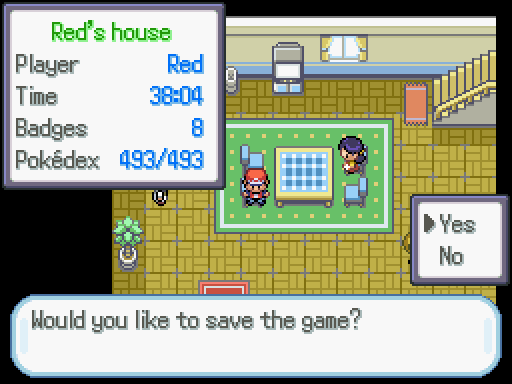 Red's house
Player Red
Time 38:04
Badges 8
Pokédex 493/493
Yes
No
Would you like to save the game?